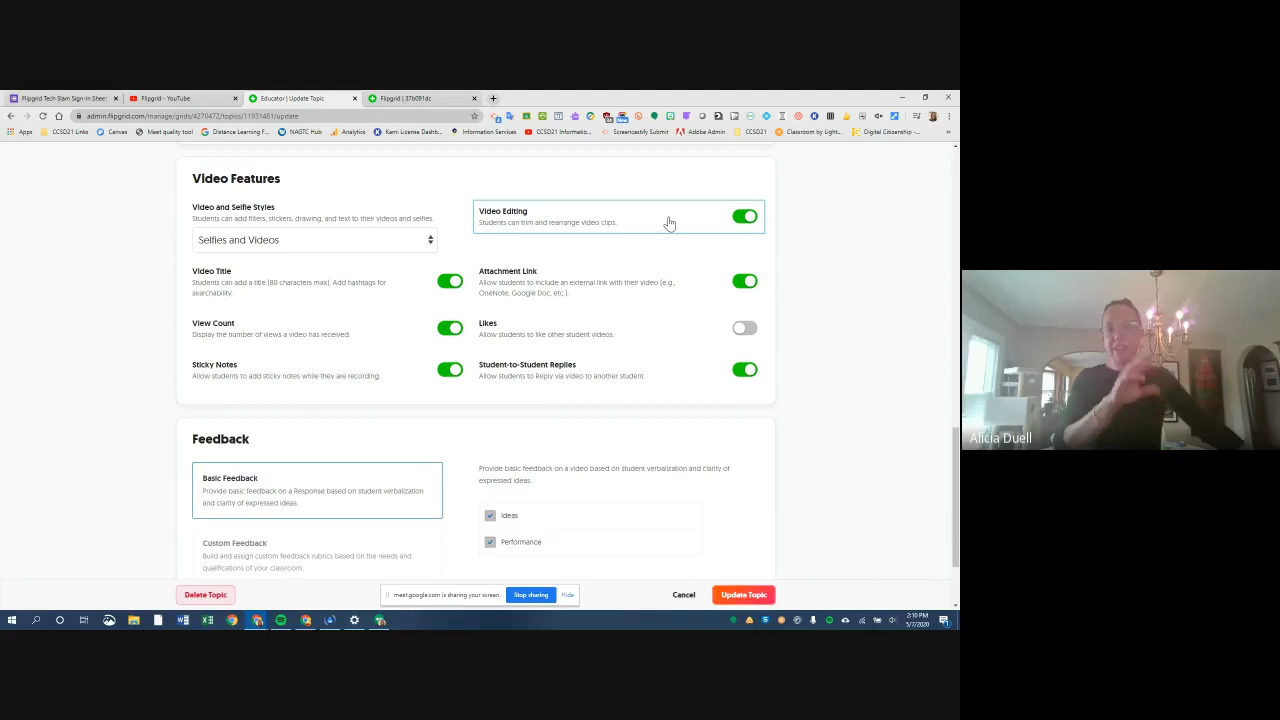 Flipgrid Tech Slam Sign-In Sheet
Flipgrid - YouTube
Educator | Update Topic
Flipgrid | 37b091dc
admin.flipgrid.com/manage/grids/4270472/topics/11931481/update
Apps
CCSD21 Links
Canvas
Meet quality tool
Distance Learning F...
NAGTC Hub
Analytics
Kami License Dashb...
Information Services
CCSD21 Informatio...
Screencastify Submit
Adobe Admin
CCSD21
Classroom by Light...
Digital Citizenship -...
Video Features
Video and Selfie Styles
Students can add filters, stickers, drawing, and text to their videos and selfies.
Selfies and Videos
Video Editing
Students can trim and rearrange video clips.
Video Title
Students can add a title (80 characters max). Add hashtags for
searchability.
Attachment Link
Allow students to include an external link with their video (e.g.,
OneNote, Google Doc, etc.).
View Count
Display the number of views a video has received.
Likes
Allow students to like other student videos.
Sticky Notes
Allow students to add sticky notes while they are recording.
Student-to-Student Replies
Allow students to Reply via video to another student.
Alicia Duell
Feedback
Basic Feedback
Provide basic feedback on a Response based on student verbalization
and clarity of expressed ideas.
Provide basic feedback on a video based on student verbalization and clarity of
expressed ideas.
Ideas
Performance
Custom Feedback
Build and assign custom feedback rubrics based on the needs and
qualifications of your classroom.
Delete Topic
meet.google.com is sharing your screen.
Stop sharing
Hide
Cancel
Update Topic
2:10 PM
5/7/2020